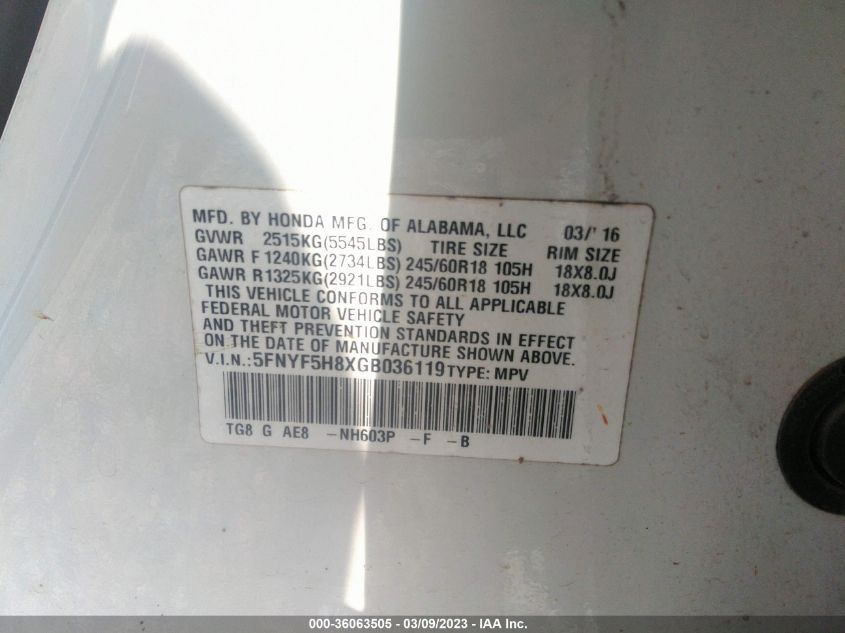 MFD. BY HONDA MFG. OF ALABAMA, LLC 03/'16
GVWR 2515KG(5545LBS) TIRE SIZE RIM SIZE
GAWR F 1240KG(2734LBS) 245/60R18 105H 18X8.0J
GAWR R1325KG(2921LBS) 245/60R18 105H 18X8.0J
THIS VEHICLE CONFORMS TO ALL APPLICABLE
FEDERAL MOTOR VEHICLE SAFETY
AND THEFT PREVENTION STANDARDS IN EFFECT
ON THE DATE OF MANUFACTURE SHOWN ABOVE.
V.I.N.:5FNYF5H8XGB036119 TYPE: MPV
TG8 G AE8 -NH603P -F -B
000-36063505 - 03/09/2023 - IAA Inc.